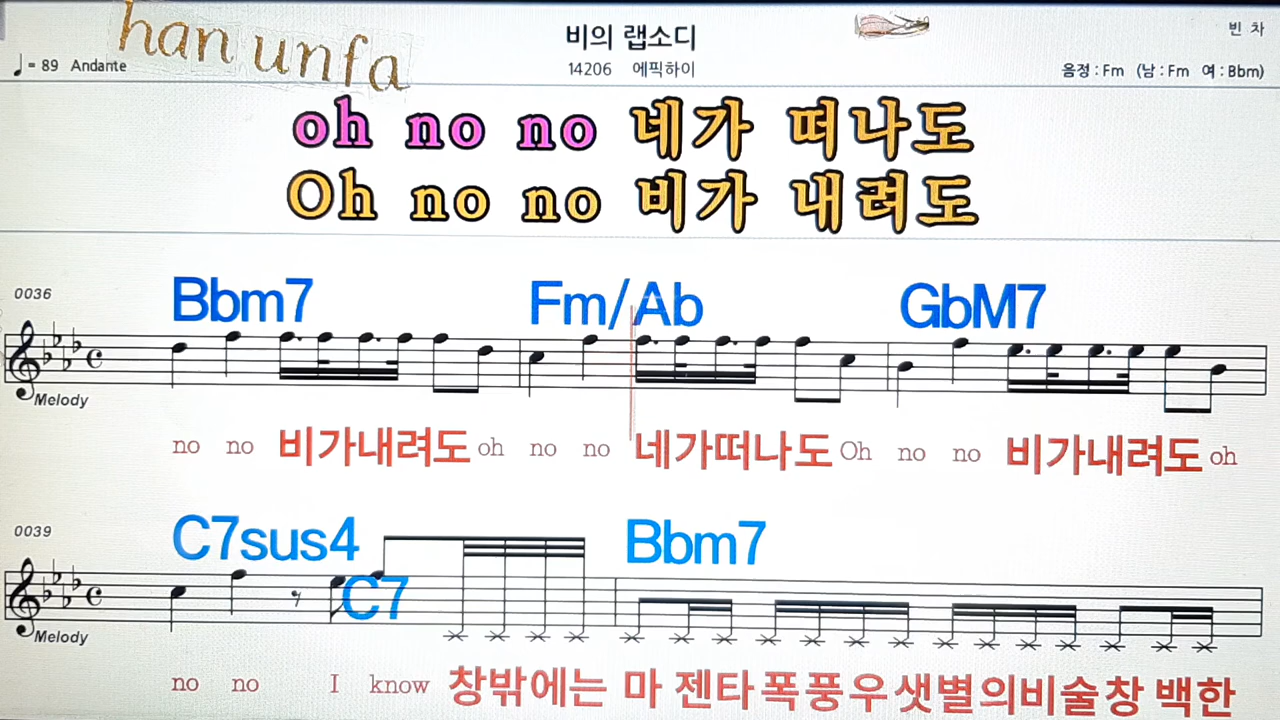 han unfa
비의 랩소디
빈 차
♩= 89 Andante
14206 에픽하이
음정 : Fm (남 : Fm 여 : Bbm)
oh no no 네가 떠나도
Oh no no 비가 내려도
0036
Bbm7 Fm/Ab GbM7
Melody
no no 비가내려도 oh no no 네가떠나도 Oh no no 비가내려도 oh
0039
C7sus4 C7 Bbm7
Melody
no no I know 창밖에는 마 젠타폭풍우샛별의비술창 백한